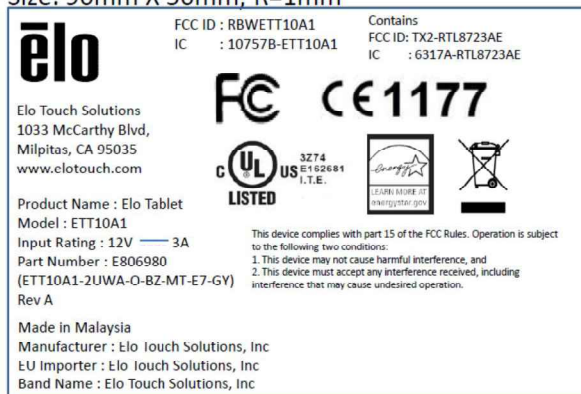 Size: 90mm X 50mm, R=1mm
elo
FCC ID : RBWETT10A1
IC : 10757B-ETT10A1
Contains
FCC ID: TX2-RTL8723AE
IC : 6317A-RTL8723AE
Elo Touch Solutions
1033 McCarthy Blvd,
Milpitas, CA 95035
www.elotouch.com
FC CE1177
C UL US LISTED
3Z74
E162681
I.T.E.
energy
LEARN MORE AT
energystar.gov
Product Name : Elo Tablet
Model : ETT10A1
Input Rating : 12V — 3A
Part Number : E806980
(ETT10A1-2UWA-O-BZ-MT-E7-GY)
Rev A
This device complies with part 15 of the FCC Rules. Operation is subject
to the following two conditions:
1. This device may not cause harmful interference, and
2. This device must accept any interference received, including
interference that may cause undesired operation.
Made in Malaysia
Manufacturer : Elo Touch Solutions, Inc
EU Importer : Elo Touch Solutions, Inc
Band Name : Elo Touch Solutions, Inc